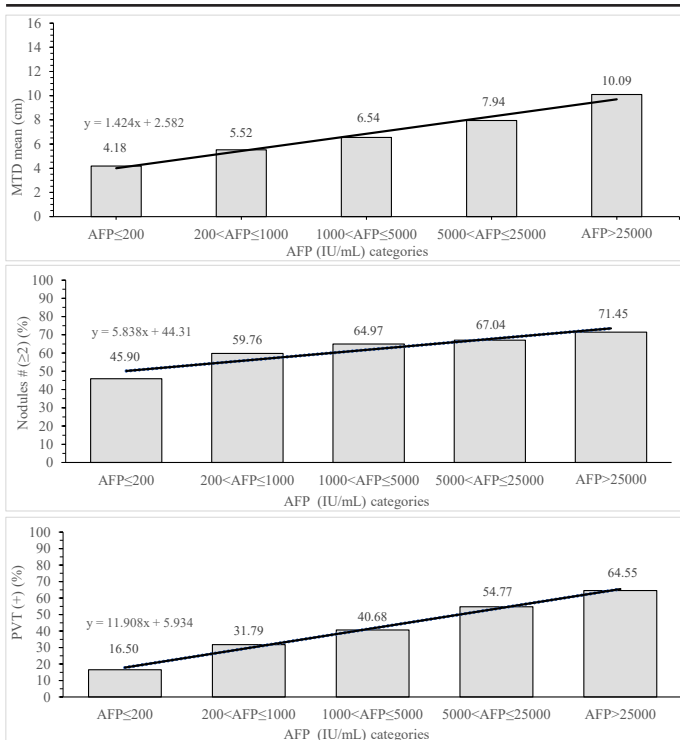 16
14
12
10
8
6
4
2
0
MTD mean (cm)
y = 1.424x + 2.582
4.18
5.52
6.54
7.94
10.09
AFP≤200
200<AFP≤1000
1000<AFP≤5000
5000<AFP≤25000
AFP>25000
AFP (IU/mL) categories
100
90
80
70
60
50
40
30
20
10
0
Nodules # (≥2) (%)
y = 5.838x + 44.31
45.90
59.76
64.97
67.04
71.45
AFP≤200
200<AFP≤1000
1000<AFP≤5000
5000<AFP≤25000
AFP>25000
AFP (IU/mL) categories
100
90
80
70
60
50
40
30
20
10
0
PVT (+) (%)
y = 11.908x + 5.934
16.50
31.79
40.68
54.77
64.55
AFP≤200
200<AFP≤1000
1000<AFP≤5000
5000<AFP≤25000
AFP>25000
AFP (IU/mL) categories